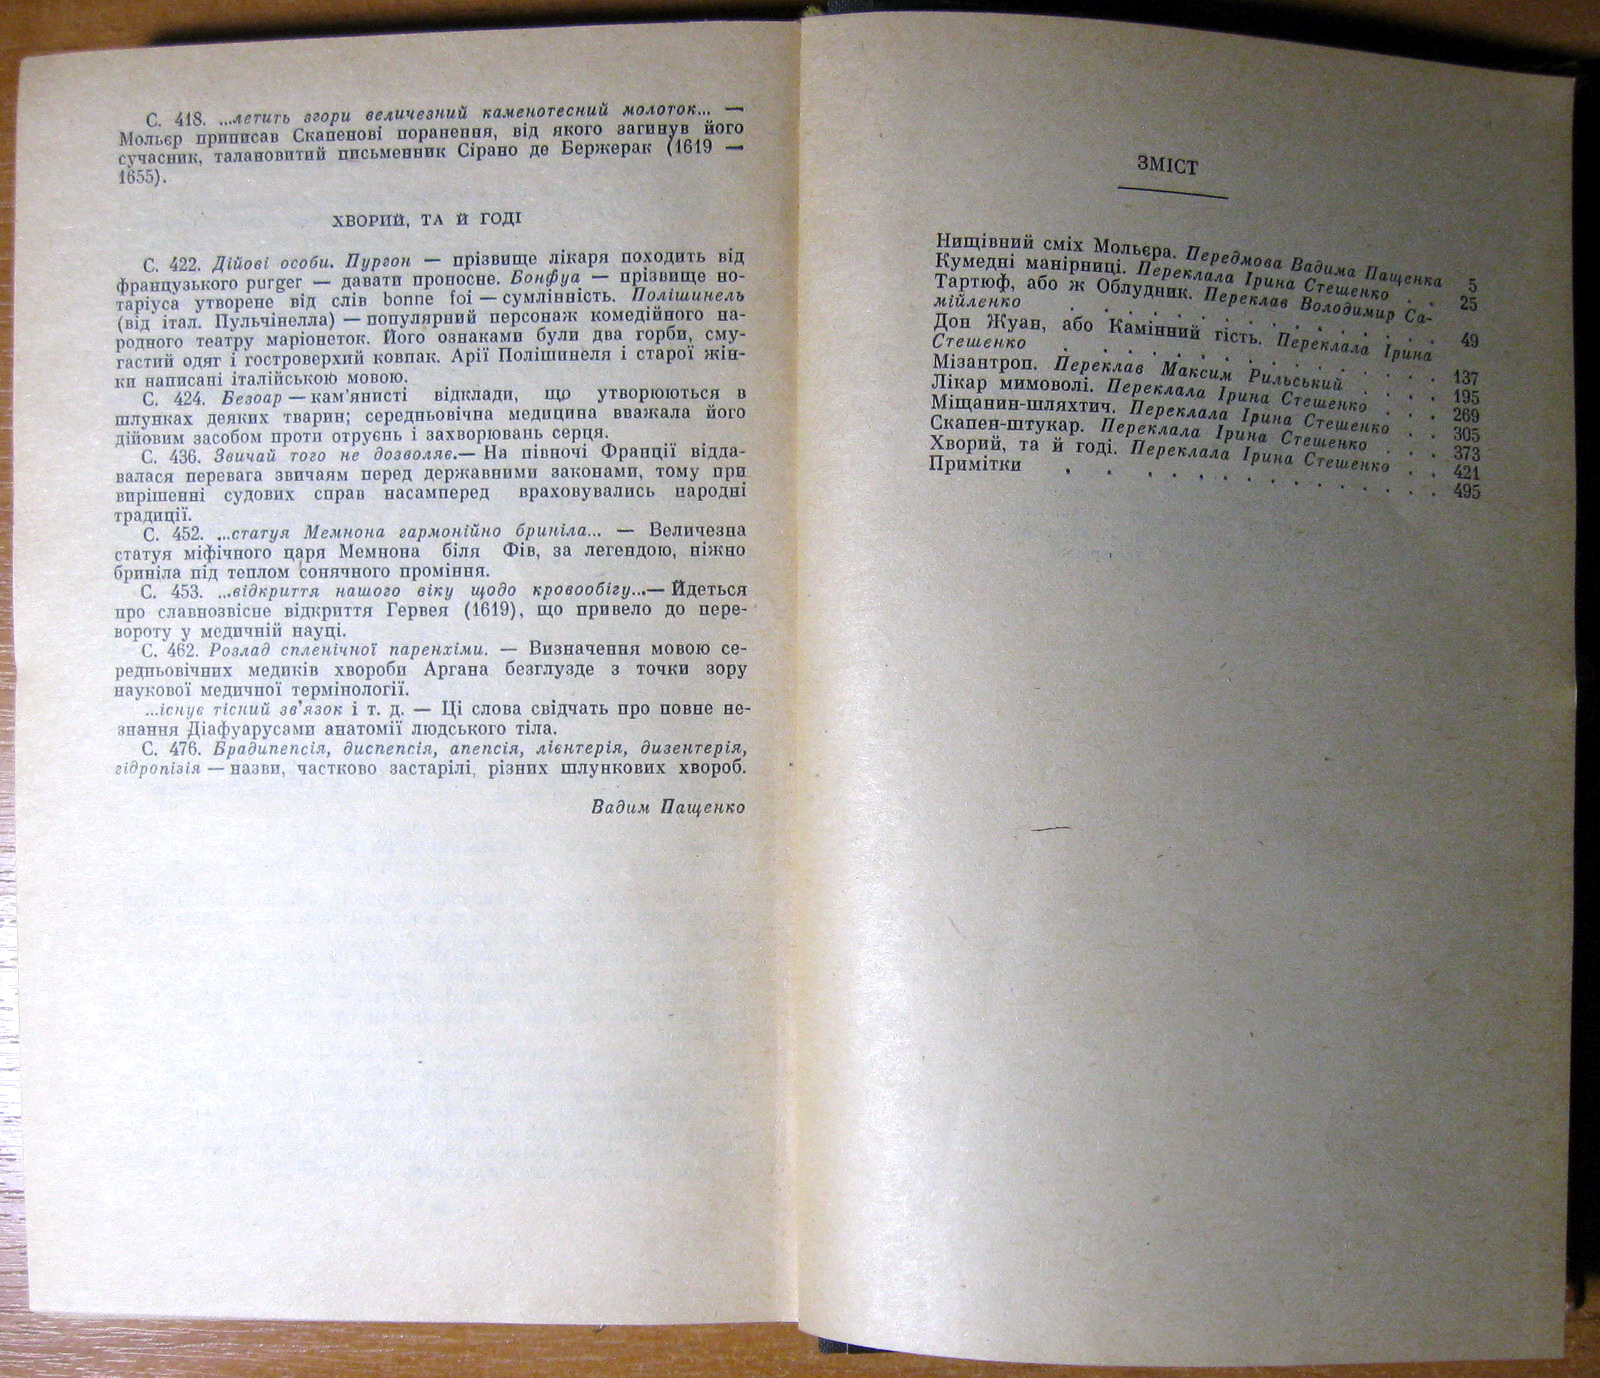 С. 418. ...летить згори величезний каменотесний молоток... —
Мольєр приписав Скапенові поранення, від якого загинув його
сучасник, талановитий письменник Сірано де Бержерак (1619 —
1655).
ХВОРИЙ, ТА Й ГОДІ
С. 422. Дійові особи. Пургон — прізвище лікаря походить від
французького purger — давати проносне. Бонфуа — прізвище но-
таріуса утворене від слів bonne foi — сумлінність. Полішинель
(від італ. Пульчінелла) — популярний персонаж комедійного на-
родного театру маріонеток. Його ознаками були два горби, сму-
гастий одяг і гостроверхий ковпак. Арії Полішинеля і старої жін-
ки написані італійською мовою.
С. 424. Безоар — кам'янисті відклади, що утворюються в
шлунках деяких тварин; середньовічна медицина вважала його
дійовим засобом проти отруєнь і захворювань серця.
С. 436. Звичай того не дозволяє.— На півночі Франції відда-
валася перевага звичаям перед державними законами, тому при
вирішенні судових справ насамперед враховувались народні
традиції.
С. 452. ...статуя Мемнона гармонійно бриніла... — Величезна
статуя міфічного царя Мемнона біля Фів, за легендою, ніжно
бриніла під теплом сонячного проміння.
С. 453. ...відкриття нашого віку щодо кровообігу...— Йдеться
про славнозвісне відкриття Гервея (1619), що привело до пере-
вороту у медичній науці.
С. 462. Розлад спленічної паренхіми. — Визначення мовою се-
редньовічних медиків хвороби Аргана безглузде з точки зору
наукової медичної термінології.
...існує тісний зв'язок і т. д. — Ці слова свідчать про повне не-
знання Діафуарусами анатомії людського тіла.
С. 476. Брадипепсія, диспепсія, апепсія, лієнтерія, дизентерія,
гідропізія — назви, частково застарілі, різних шлункових хвороб.
Вадим Пащенко
ЗМІСТ
Нищівний сміх Мольєра. Передмова Вадима Пащенка 5
Кумедні манірниці. Переклала Ірина Стешенко . . 25
Тартюф, або ж Облудник. Переклав Володимир Са-
мійленко . . . . . . . . . . . . 49
Дон Жуан, або Камінний гість. Переклала Ірина
Стешенко . . . . . . . . . . . . 137
Мізантроп. Переклав Максим Рильський . . . . 195
Лікар мимоволі. Переклала Ірина Стешенко . . . 269
Міщанин-шляхтич. Переклала Ірина Стешенко . . 305
Скапен-штукар. Переклала Ірина Стешенко . . . 373
Хворий, та й годі. Переклала Ірина Стешенко . . 421
Примітки . . . . . . . . . . . . 495